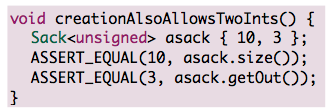 void creationAlsoAllowsTwoInts() {
  Sack<unsigned> asack { 10, 3 };
  ASSERT_EQUAL(10, asack.size());
  ASSERT_EQUAL(3, asack.getOut());
}